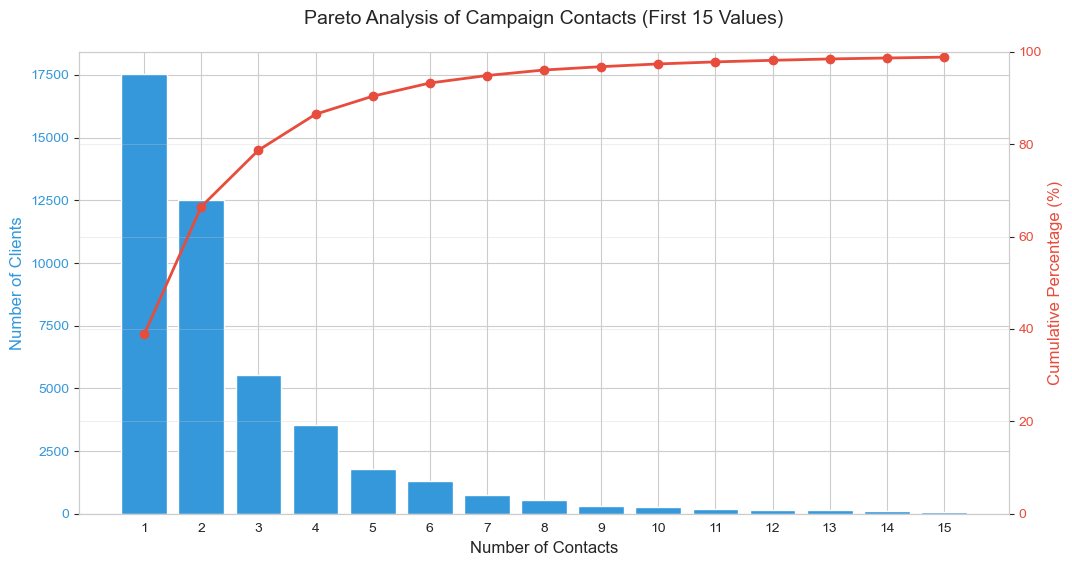 Pareto Analysis of Campaign Contacts (First 15 Values)
Number of Clients
17500
15000
12500
10000
7500
5000
2500
0
1 2 3 4 5 6 7 8 9 10 11 12 13 14 15
Number of Contacts
100
80
60
40
20
0
Cumulative Percentage (%)